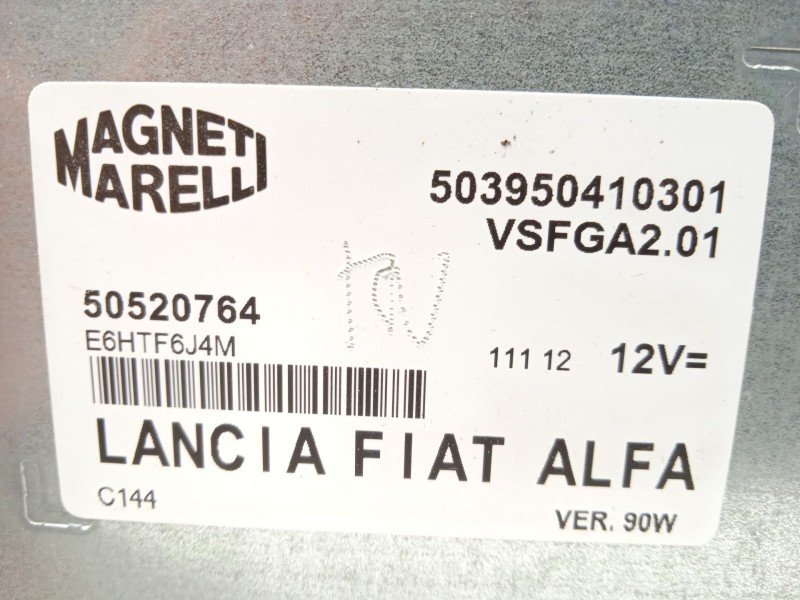 MAGNETI
MARELLI
503950410301
VSFGA2.01
50520764
E6HTF6J4M
111 12 12V=
LANCIA FIAT ALFA
C144
VER. 90W